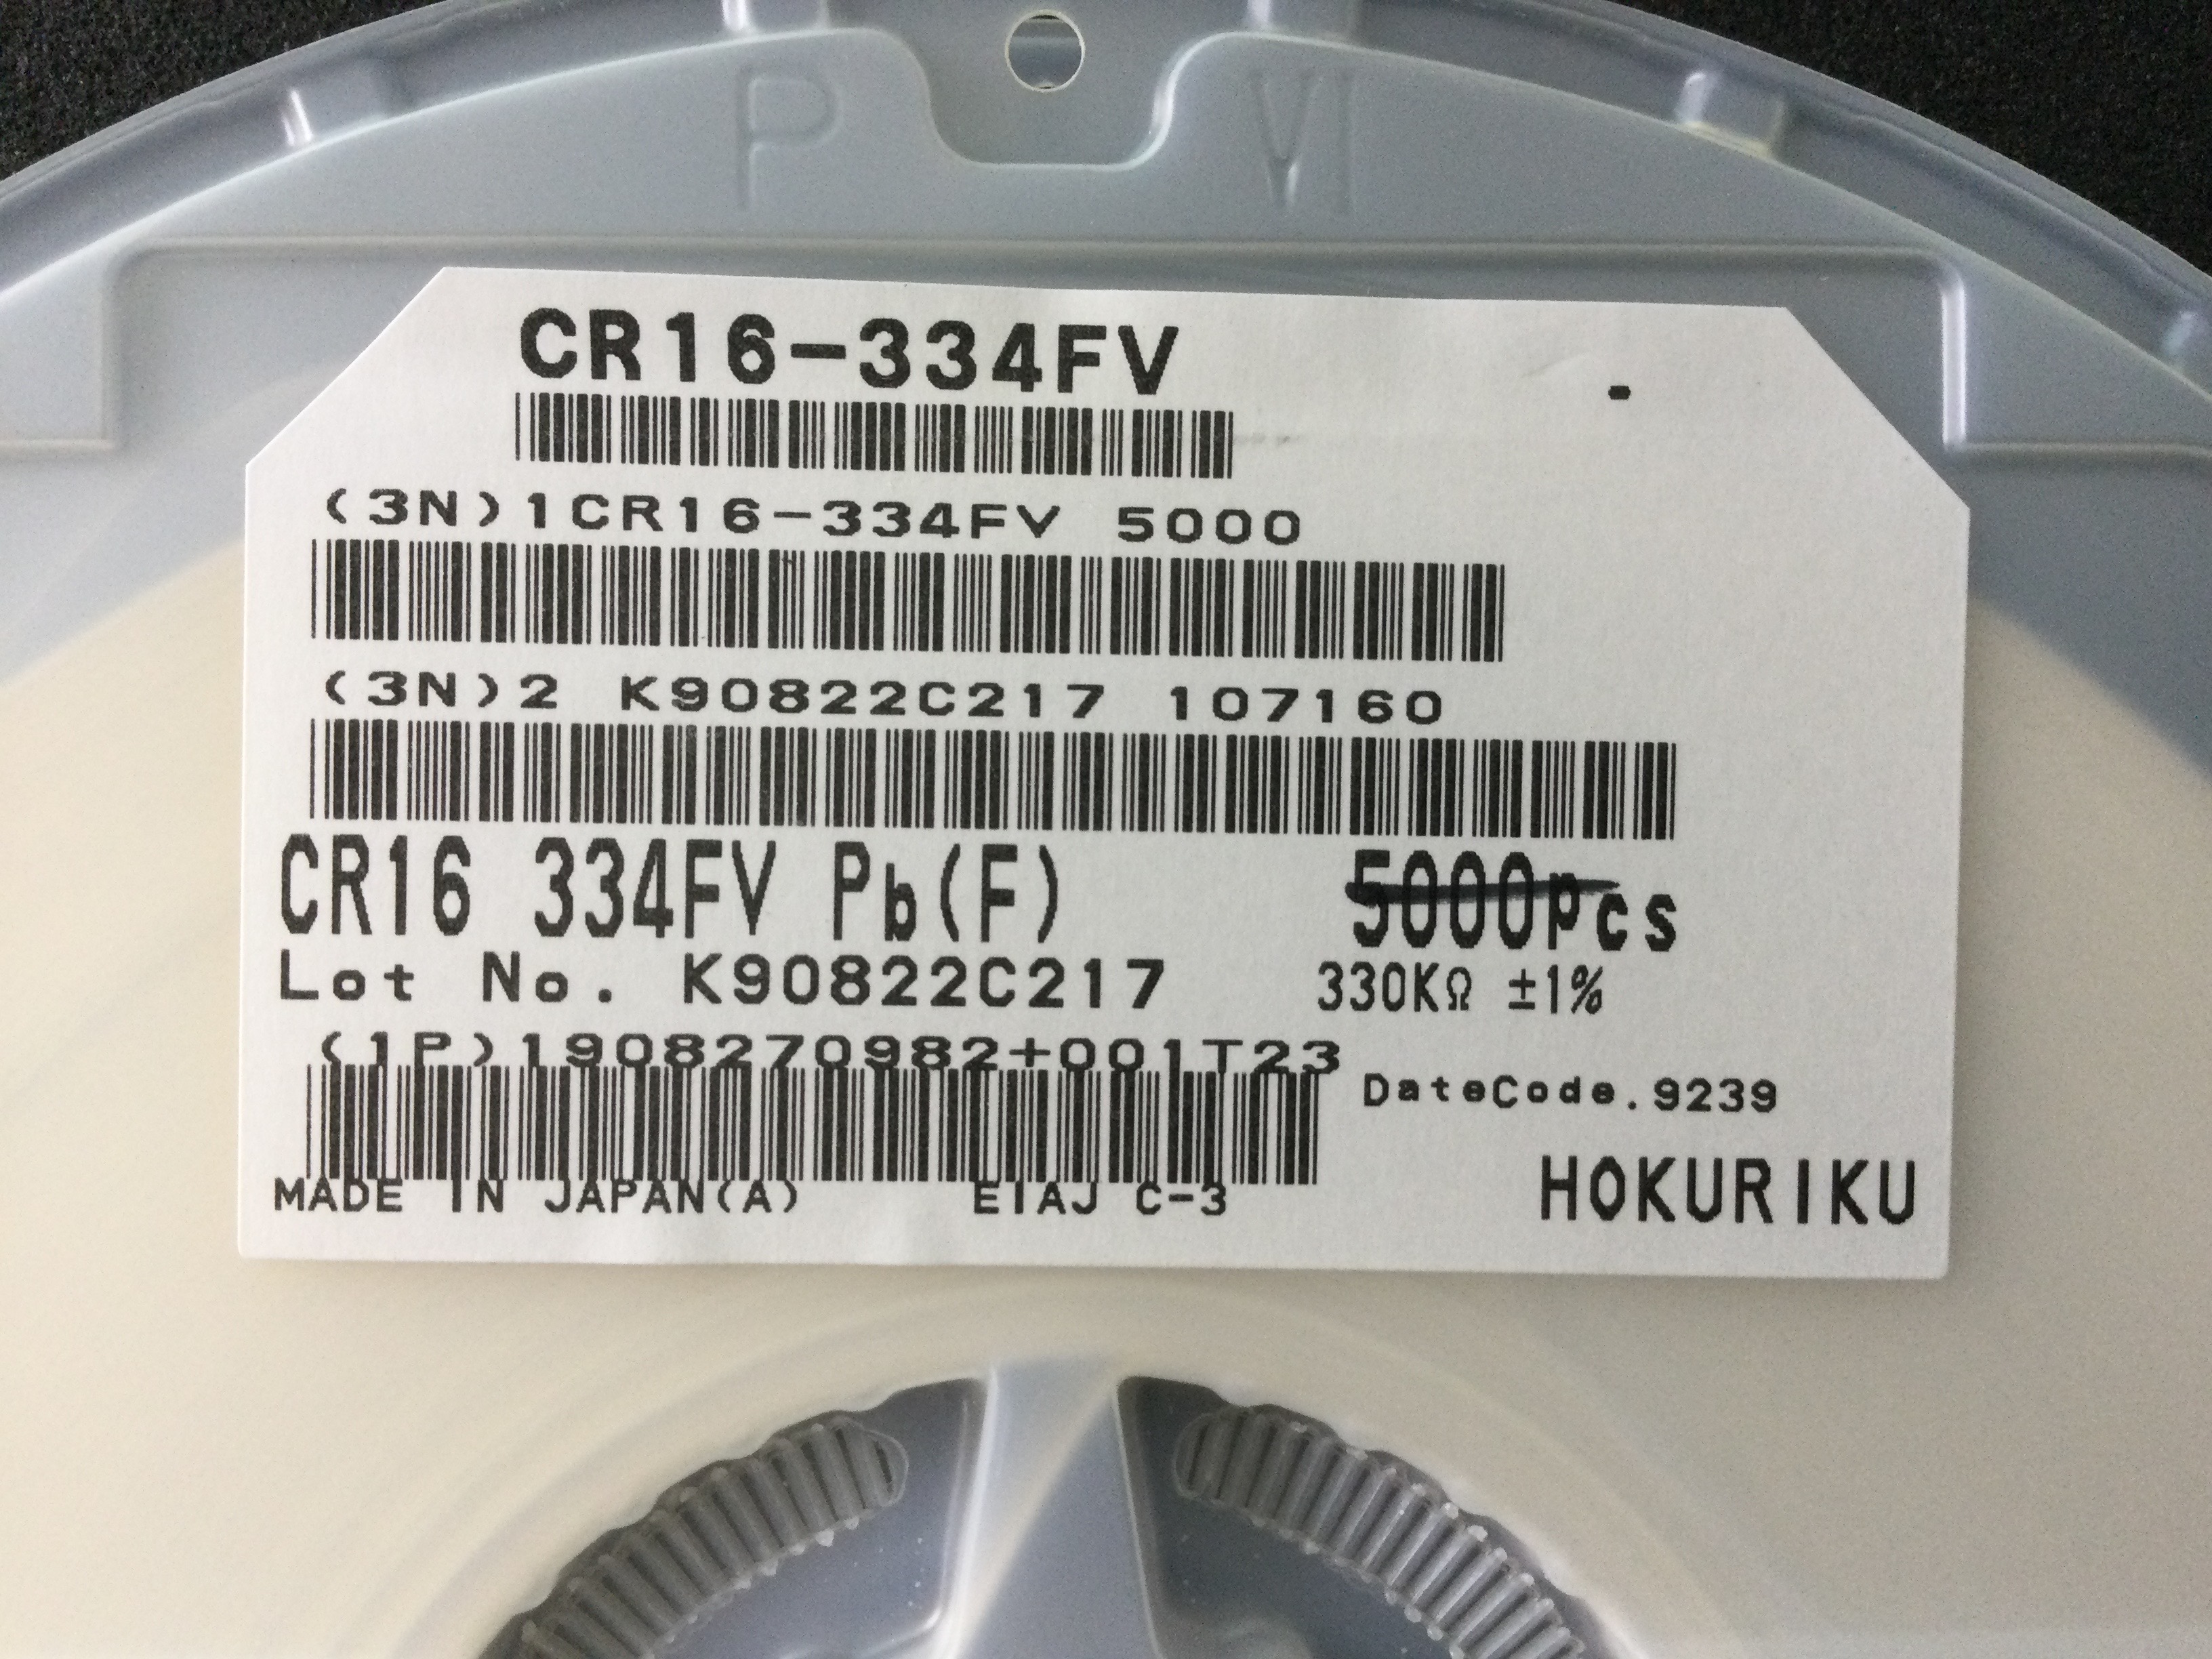 P VI
CR16-334FV
(3N)1CR16-334FV 5000
(3N)2 K90822C217 107160
CR16 334FV Pb(F) 5000pcs
Lot No. K90822C217 330KΩ ±1%
(1P)1908270982+001T23
DateCode.9239
MADE IN JAPAN(A) EIAJ C-3 HOKURIKU